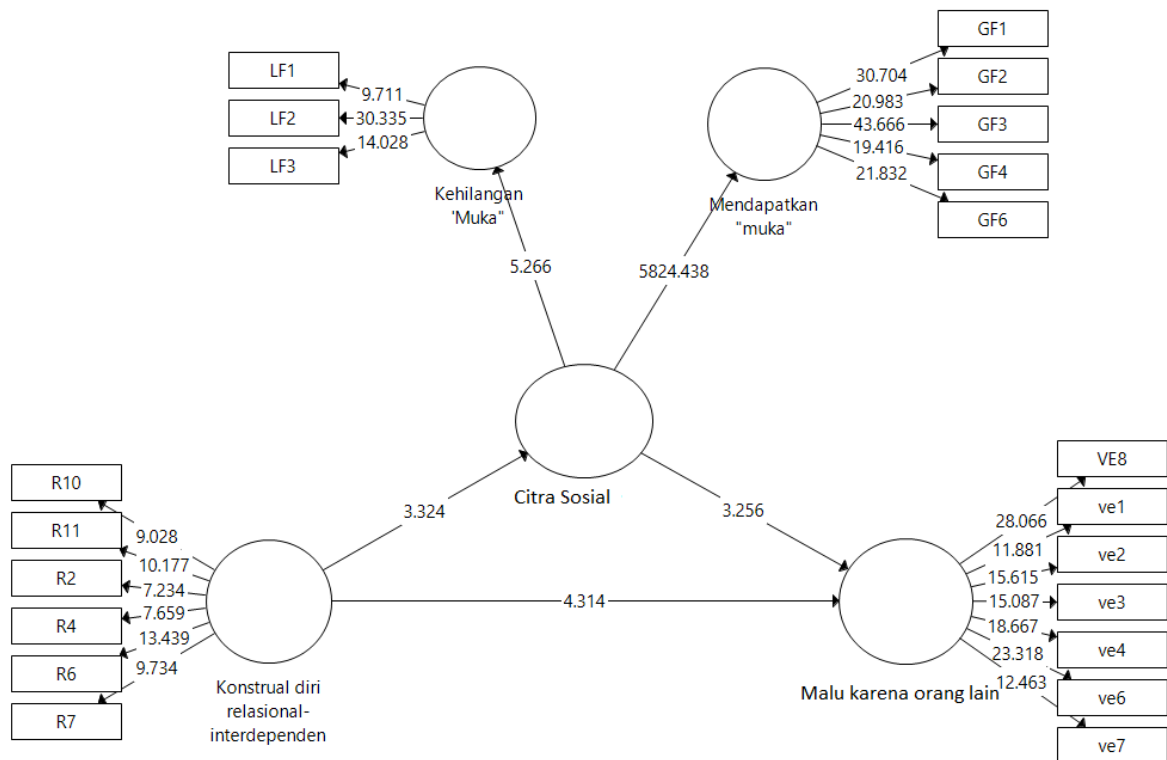 LF1
LF2
LF3
9.711
30.335
14.028
Kehilangan
'Muka"
GF1
GF2
GF3
GF4
GF6
30.704
20.983
43.666
19.416
21.832
Mendapatkan
"muka"
5.266
5824.438
Citra Sosial
3.324
3.256
4.314
R10
R11
R2
R4
R6
R7
9.028
10.177
7.234
7.659
13.439
9.734
Konstrual diri
relasional-
interdependen
VE8
ve1
ve2
ve3
ve4
ve6
ve7
28.066
11.881
15.615
15.087
18.667
23.318
12.463
Malu karena orang lain